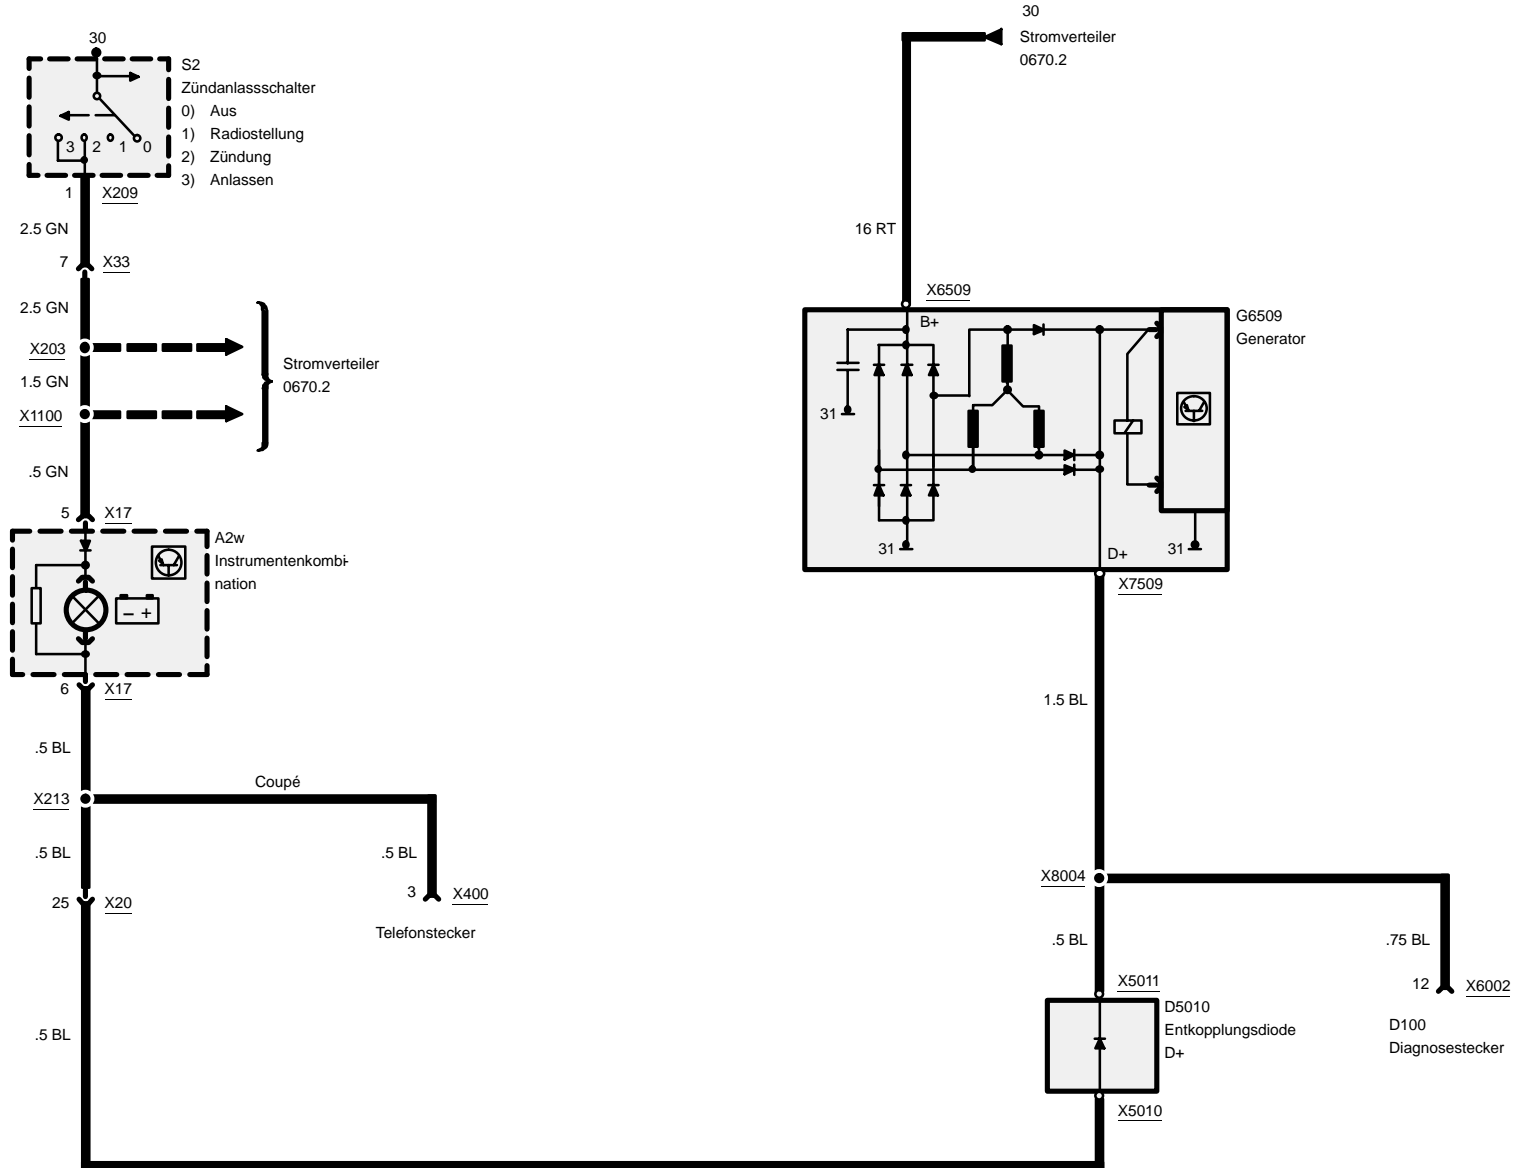 30
S2
Zündanlassschalter
0) Aus
1) Radiostellung
2) Zündung
3) Anlassen
3 2 1 0
1 X209
2.5 GN
7 X33
2.5 GN
X203
1.5 GN
X1100
Stromverteiler
0670.2
.5 GN
5 X17
A2w
Instrumentenkombi-
nation
– +
6 X17
.5 BL
X213
Coupé
.5 BL
.5 BL
3 X400
Telefonstecker
25 X20
.5 BL
30
Stromverteiler
0670.2
16 RT
X6509
B+
G6509
Generator
31
31
D+
31
X7509
1.5 BL
X8004
.5 BL
.75 BL
X5011
12 X6002
D5010
Entkopplungsdiode
D+
D100
Diagnosestecker
X5010